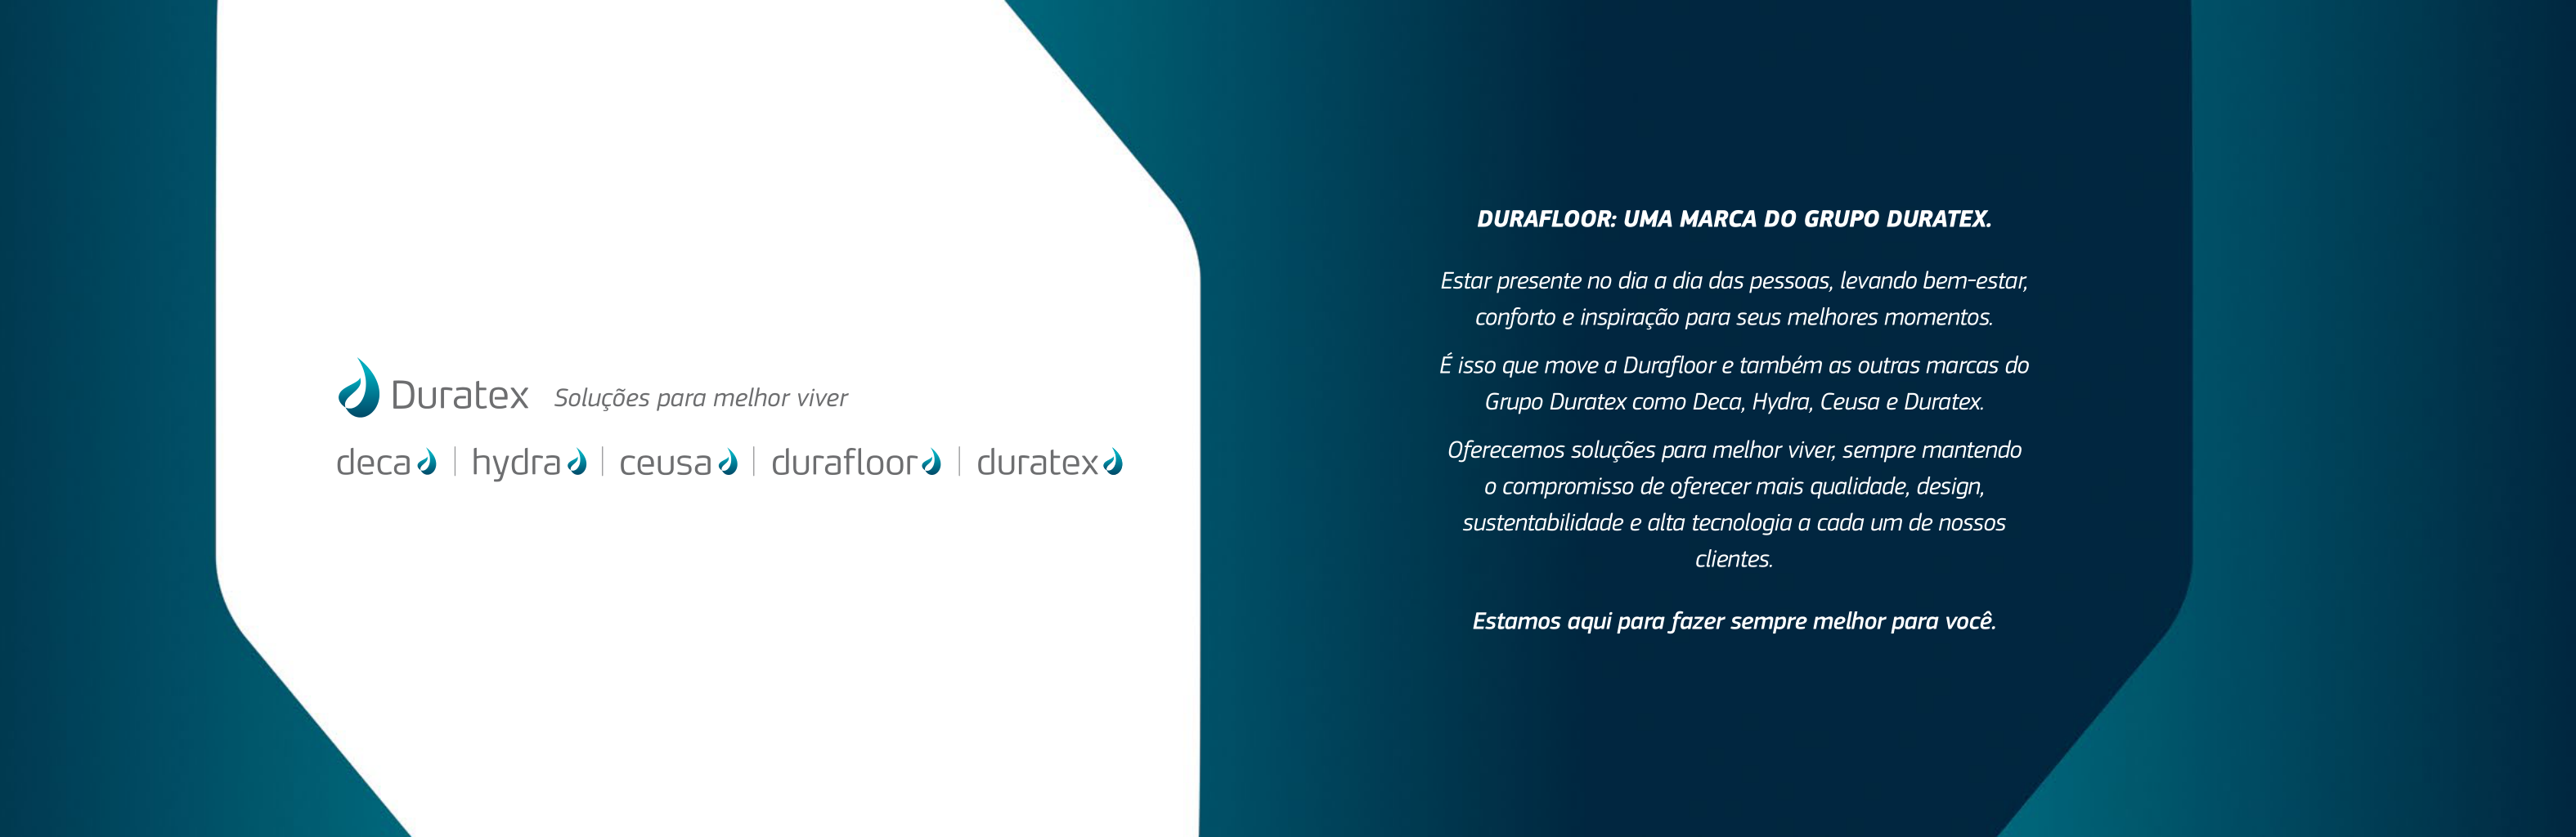 Duratex Soluções para melhor viver
deca | hydra | ceusa | durafloor | duratex
DURAFLOOR: UMA MARCA DO GRUPO DURATEX.
Estar presente no dia a dia das pessoas, levando bem-estar,
conforto e inspiração para seus melhores momentos.
É isso que move a Durafloor e também as outras marcas do
Grupo Duratex como Deca, Hydra, Ceusa e Duratex.
Oferecemos soluções para melhor viver, sempre mantendo
o compromisso de oferecer mais qualidade, design,
sustentabilidade e alta tecnologia a cada um de nossos
clientes.
Estamos aqui para fazer sempre melhor para você.